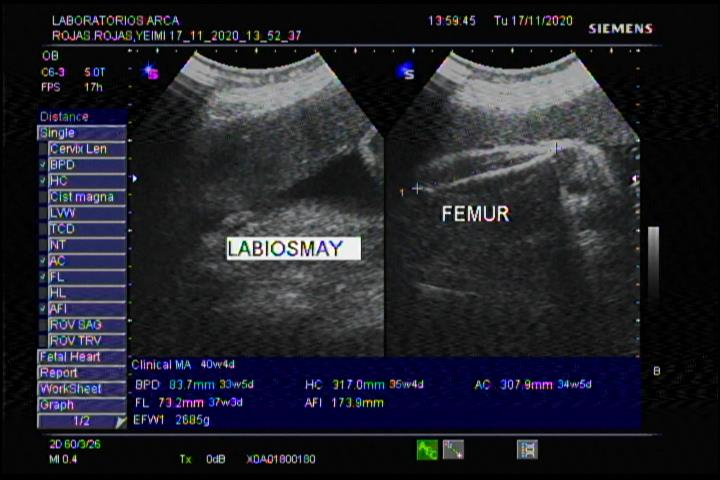 LABORATORIOS ARCA
13:59:45 Tu 17/11/2020
SIEMENS
ROJAS.ROJAS,YEIMI 17_11_2020_13_52_37
OB
C6-3 5.0T
FPS 17h
S
S
Distance
Single
Cervix Len
BPD
HC
Cist magna
LVW
TCD
NT
AC
FL
HL
AFI
ROV SAG
ROV TRV
Fetal Heart
Report
WorkSheet
Graph
1/2
LABIOSMAY
1
FEMUR
B
Clinical MA 40w4d
BPD 83.7mm 33w5d HC 317.0mm 35w4d AC 307.9mm 34w5d
FL 73.2mm 37w3d AFI 173.9mm
EFW1 2685g
2D 60/3/26
MI 0.4 Tx 0dB X0A01800180